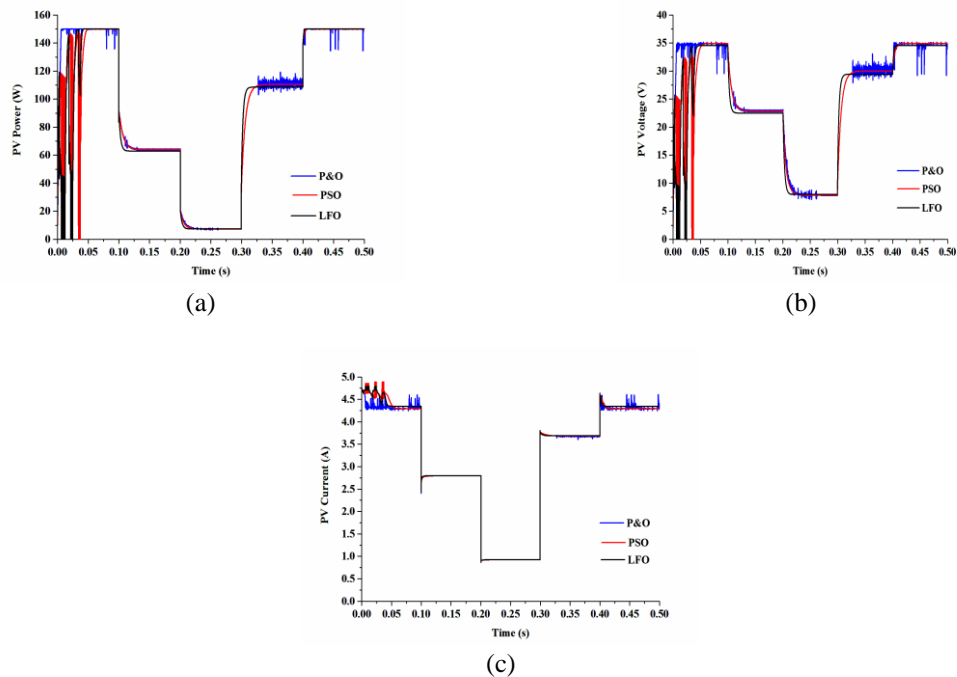 PV Power (W)
160
140
120
100
80
60
40
20
0
P&O
PSO
LFO
0.00 0.05 0.10 0.15 0.20 0.25 0.30 0.35 0.40 0.45 0.50
Time (s)
(a)
PV Voltage (V)
40
35
30
25
20
15
10
5
0
P&O
PSO
LFO
0.00 0.05 0.10 0.15 0.20 0.25 0.30 0.35 0.40 0.45 0.50
Time (s)
(b)
PV Current (A)
5.0
4.5
4.0
3.5
3.0
2.5
2.0
1.5
1.0
0.5
0.0
P&O
PSO
LFO
0.00 0.05 0.10 0.15 0.20 0.25 0.30 0.35 0.40 0.45 0.50
Time (s)
(c)